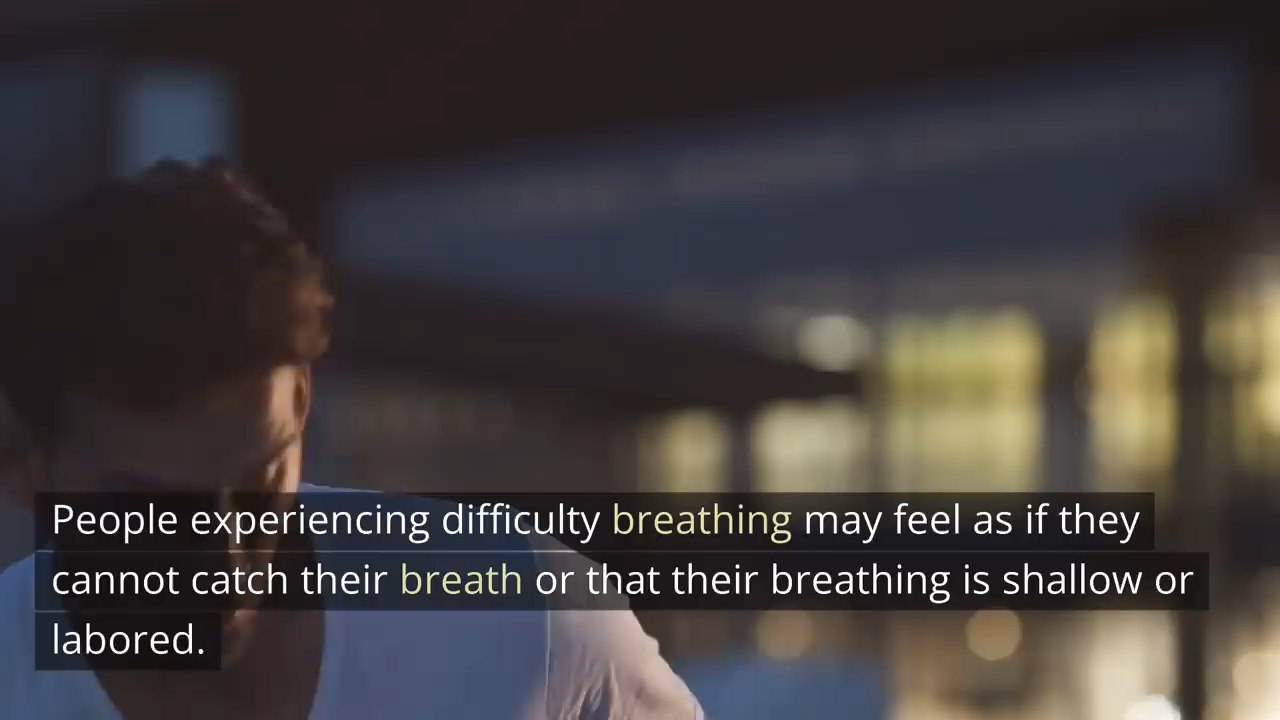 People experiencing difficulty breathing may feel as if they
cannot catch their breath or that their breathing is shallow or
labored.